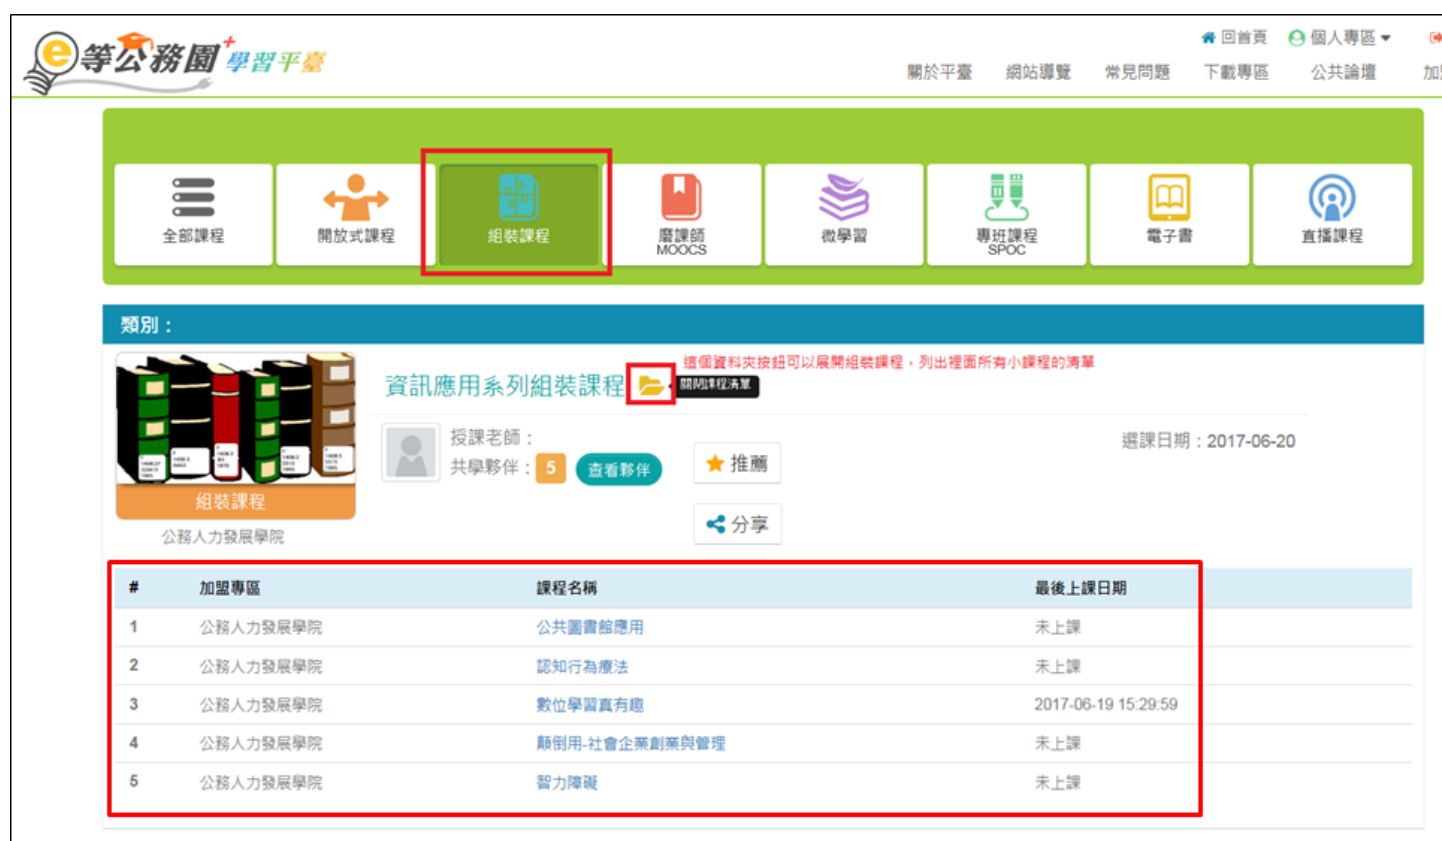 e等公務園+學習平臺
回首頁 個人專區
關於平臺 網站導覽 常見問題 下載專區 公共論壇
全部課程 開放式課程 組裝課程 磨課師 MOOCS 微學習 專班課程 SPOC 電子書 直播課程
類別：
這個資料夾按鈕可以展開組裝課程，列出裡面所有小課程的清單
資訊應用系列組裝課程 關閉課程清單
授課老師： 選課日期：2017-06-20
共學夥伴：5 查看夥伴 推薦
組裝課程
分享
公務人力發展學院
# 加盟專區 課程名稱 最後上課日期
1 公務人力發展學院 公共圖書館應用 未上課
2 公務人力發展學院 認知行為療法 未上課
3 公務人力發展學院 數位學習真有趣 2017-06-19 15:29:59
4 公務人力發展學院 顛倒用-社會企業創業與管理 未上課
5 公務人力發展學院 智力障礙 未上課